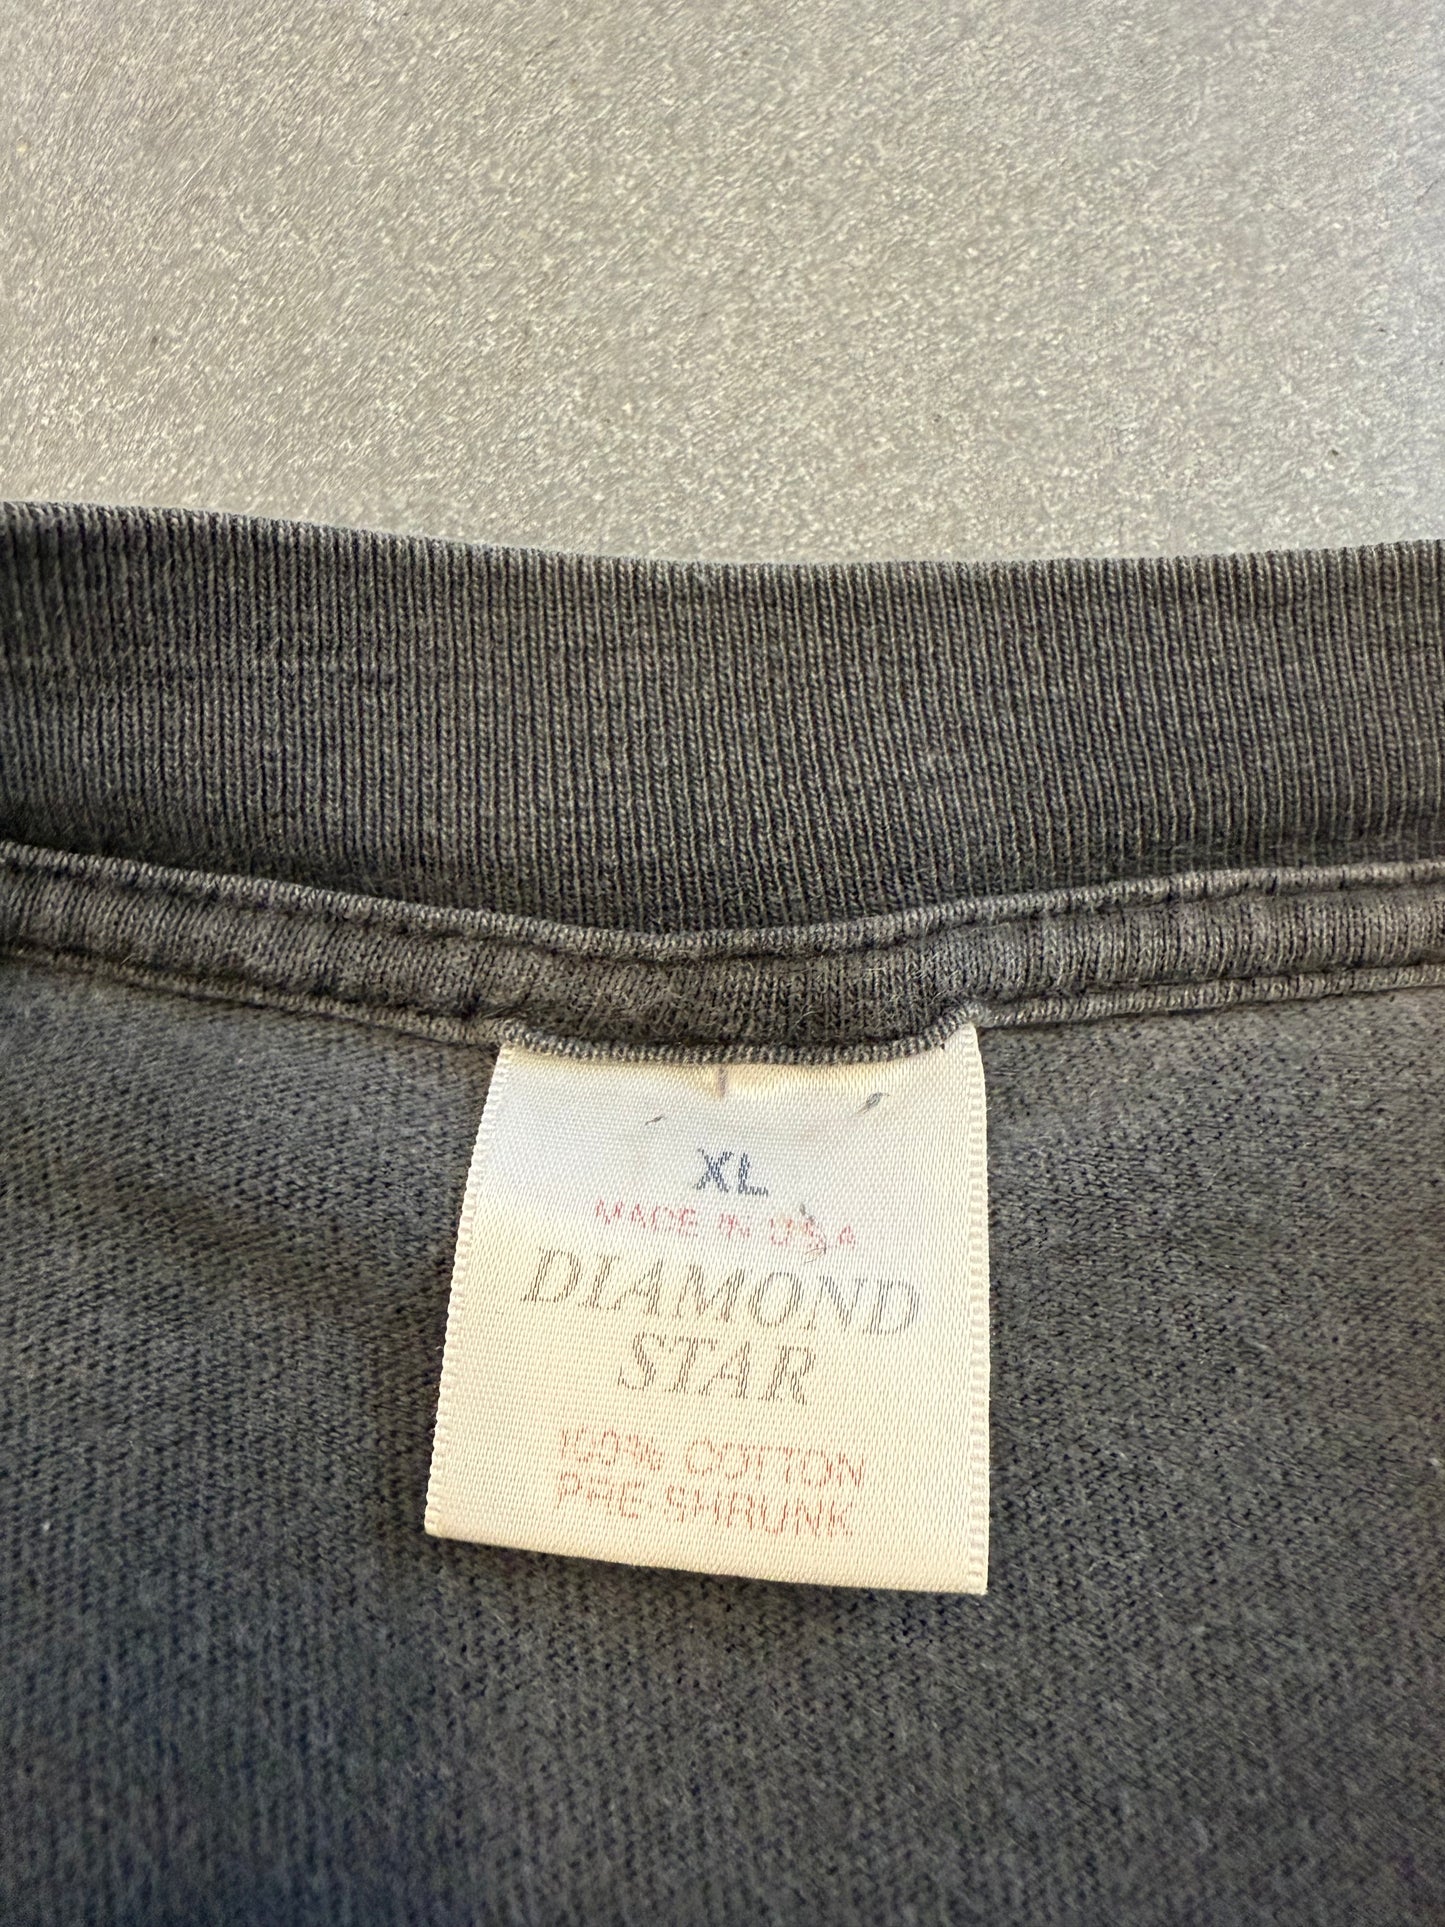 XL
MADE IN U.S.A
DIAMOND
STAR
100% COTTON
PRE-SHRUNK